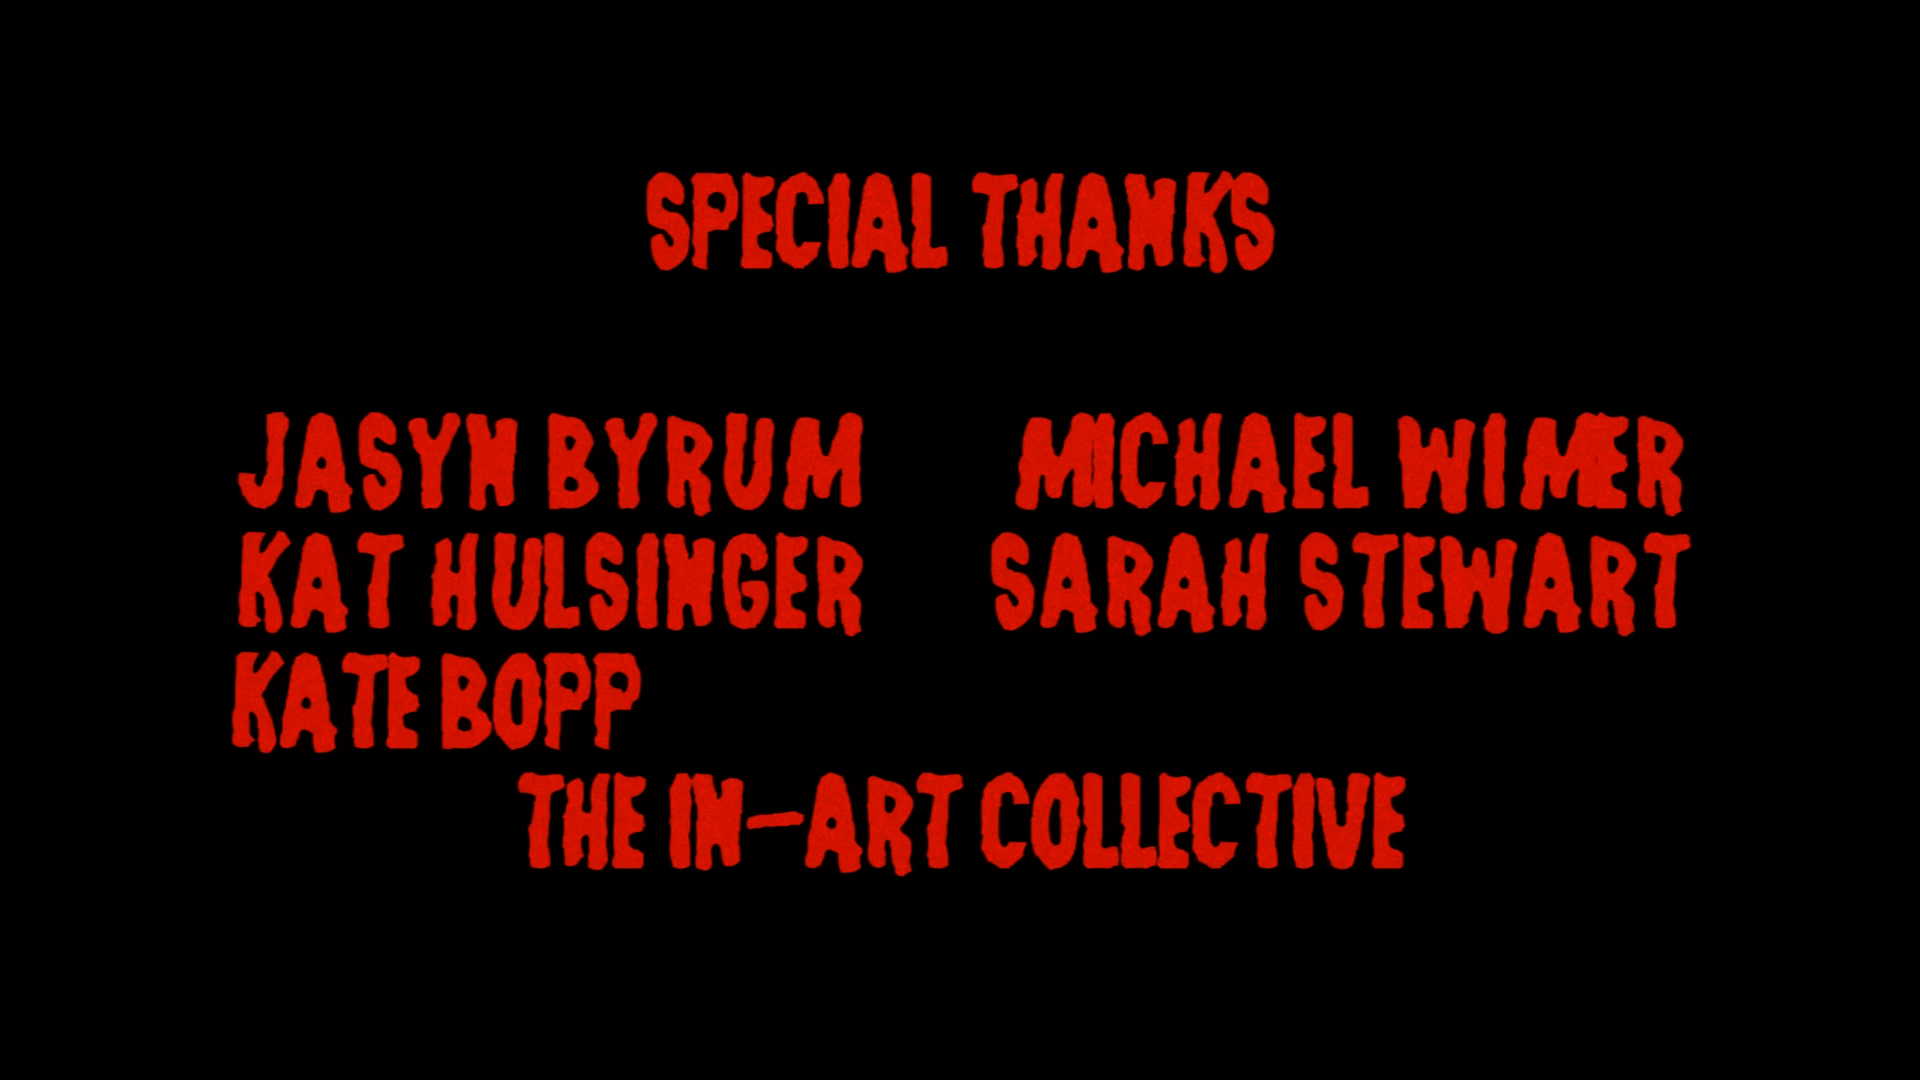 SPECIAL THANKS
JASYN BYRUM MICHAEL WIMER
KAT HULSINGER SARAH STEWART
KATE BOPP
THE IN-ART COLLECTIVE